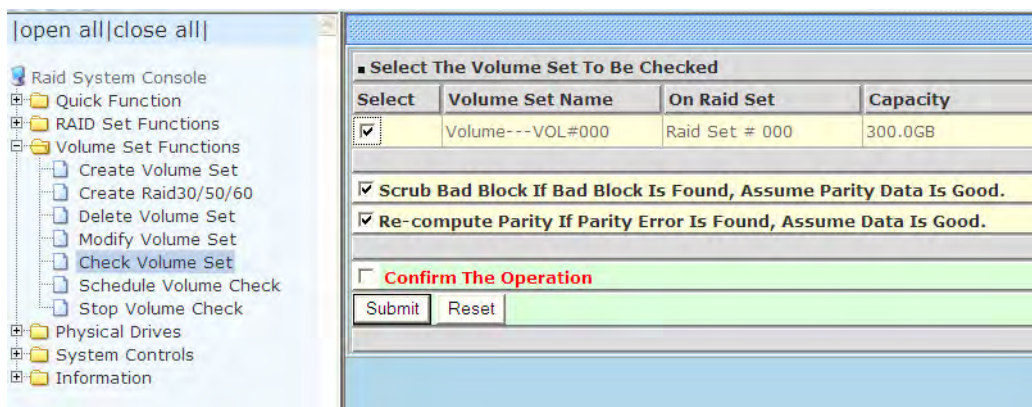 |open all|close all|
Raid System Console
Quick Function
RAID Set Functions
Volume Set Functions
Create Volume Set
Create Raid30/50/60
Delete Volume Set
Modify Volume Set
Check Volume Set
Schedule Volume Check
Stop Volume Check
Physical Drives
System Controls
Information
Select The Volume Set To Be Checked
Select Volume Set Name On Raid Set Capacity
Volume---VOL#000 Raid Set # 000 300.0GB
Scrub Bad Block If Bad Block Is Found, Assume Parity Data Is Good.
Re-compute Parity If Parity Error Is Found, Assume Data Is Good.
Confirm The Operation
Submit Reset